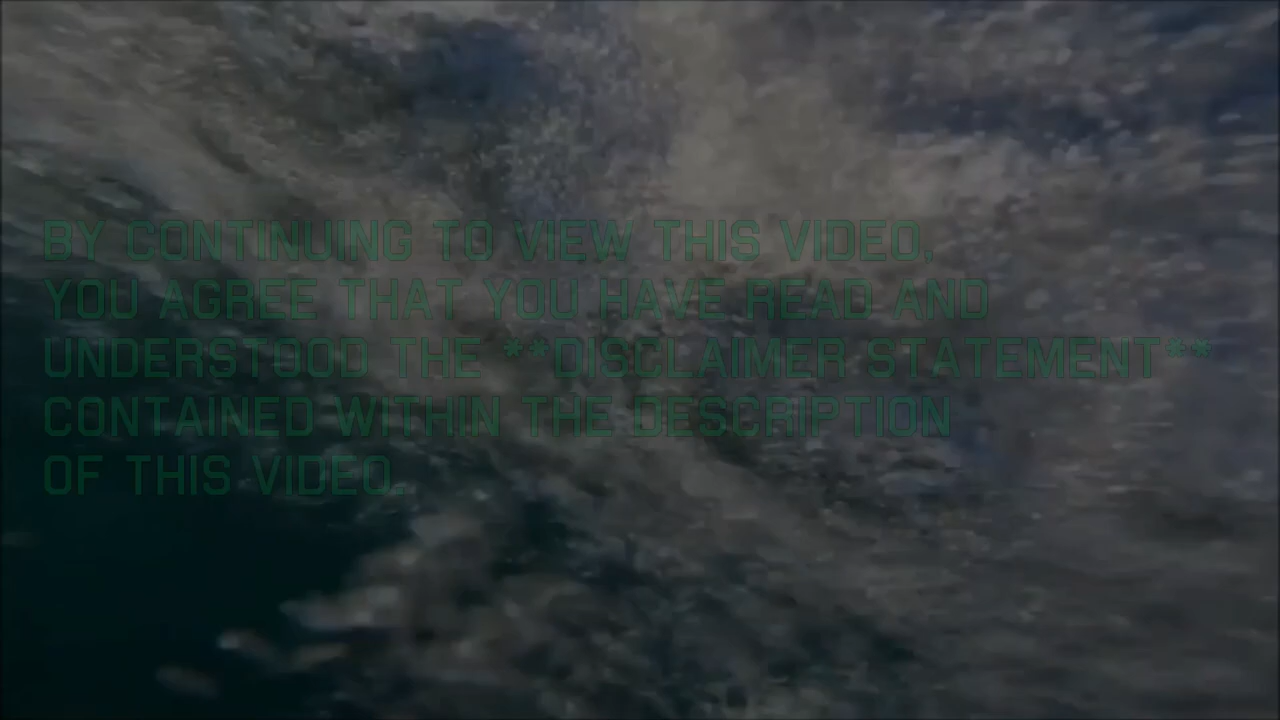 BY CONTINUING TO VIEW THIS VIDEO,
YOU AGREE THAT YOU HAVE READ AND
UNDERSTOOD THE **DISCLAIMER STATEMENT**
CONTAINED WITHIN THE DESCRIPTION
OF THIS VIDEO.